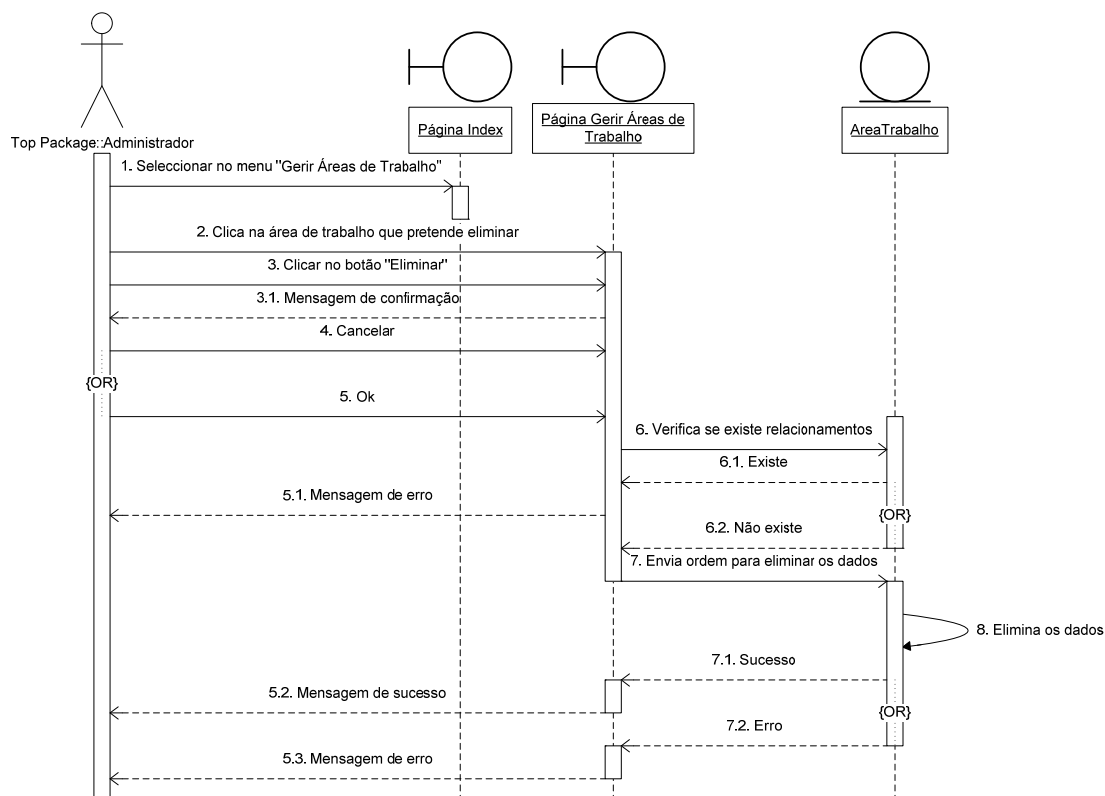 Top Package::Administrador
Página Index
Página Gerir Áreas de
Trabalho
AreaTrabalho
1. Seleccionar no menu "Gerir Áreas de Trabalho"
2. Clica na área de trabalho que pretende eliminar
3. Clicar no botão "Eliminar"
3.1. Mensagem de confirmação
4. Cancelar
{OR}
5. Ok
6. Verifica se existe relacionamentos
6.1. Existe
5.1. Mensagem de erro
{OR}
6.2. Não existe
7. Envia ordem para eliminar os dados
8. Elimina os dados
7.1. Sucesso
5.2. Mensagem de sucesso
{OR}
7.2. Erro
5.3. Mensagem de erro